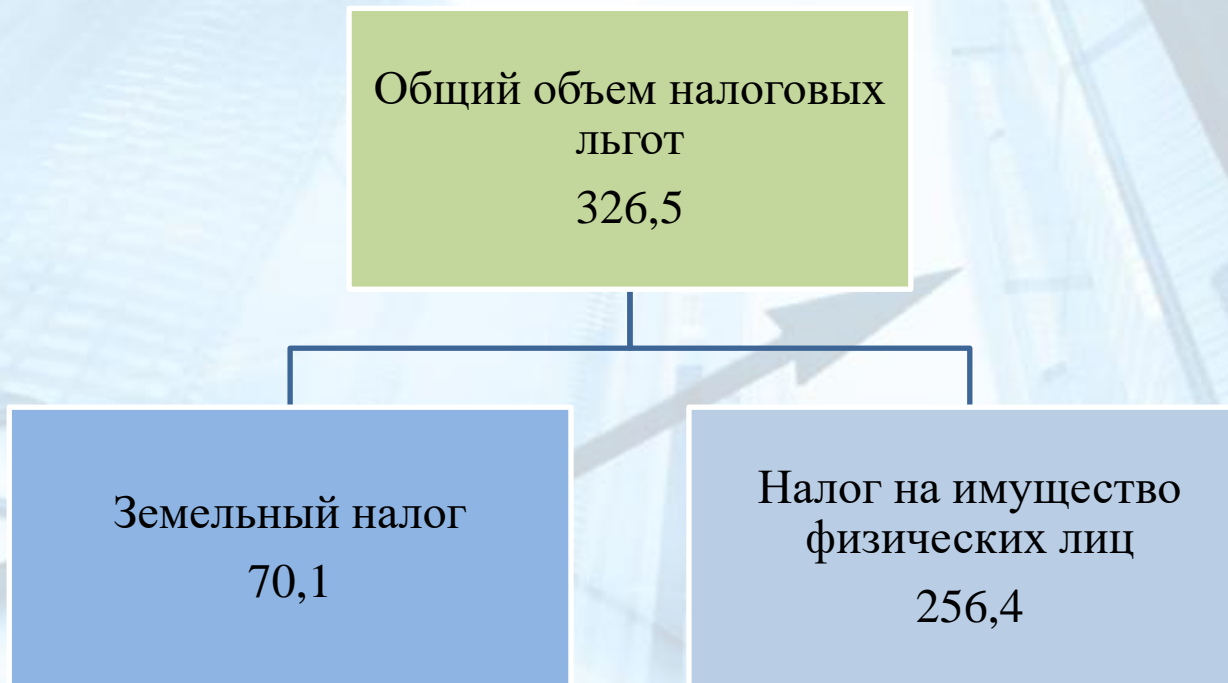 Общий объем налоговых
льгот
326,5
Земельный налог
70,1
Налог на имущество
физических лиц
256,4